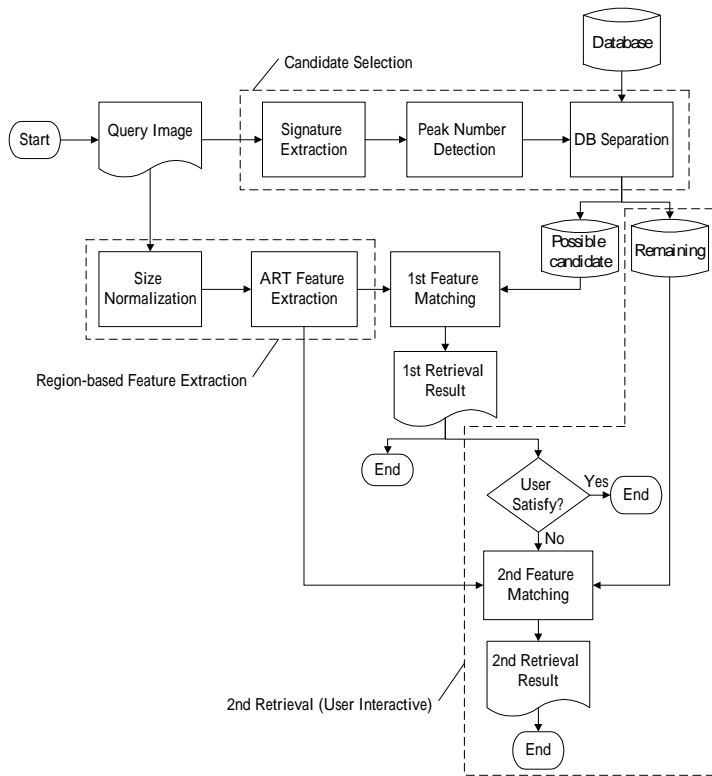 Database
Candidate Selection
Start
Query Image
Signature
Extraction
Peak Number
Detection
DB Separation
Possible
candidate
Remaining
Size
Normalization
ART Feature
Extraction
1st Feature
Matching
Region-based Feature Extraction
1st Retrieval
Result
End
User
Satisfy?
Yes
End
No
2nd Feature
Matching
2nd Retrieval
Result
2nd Retrieval (User Interactive)
End